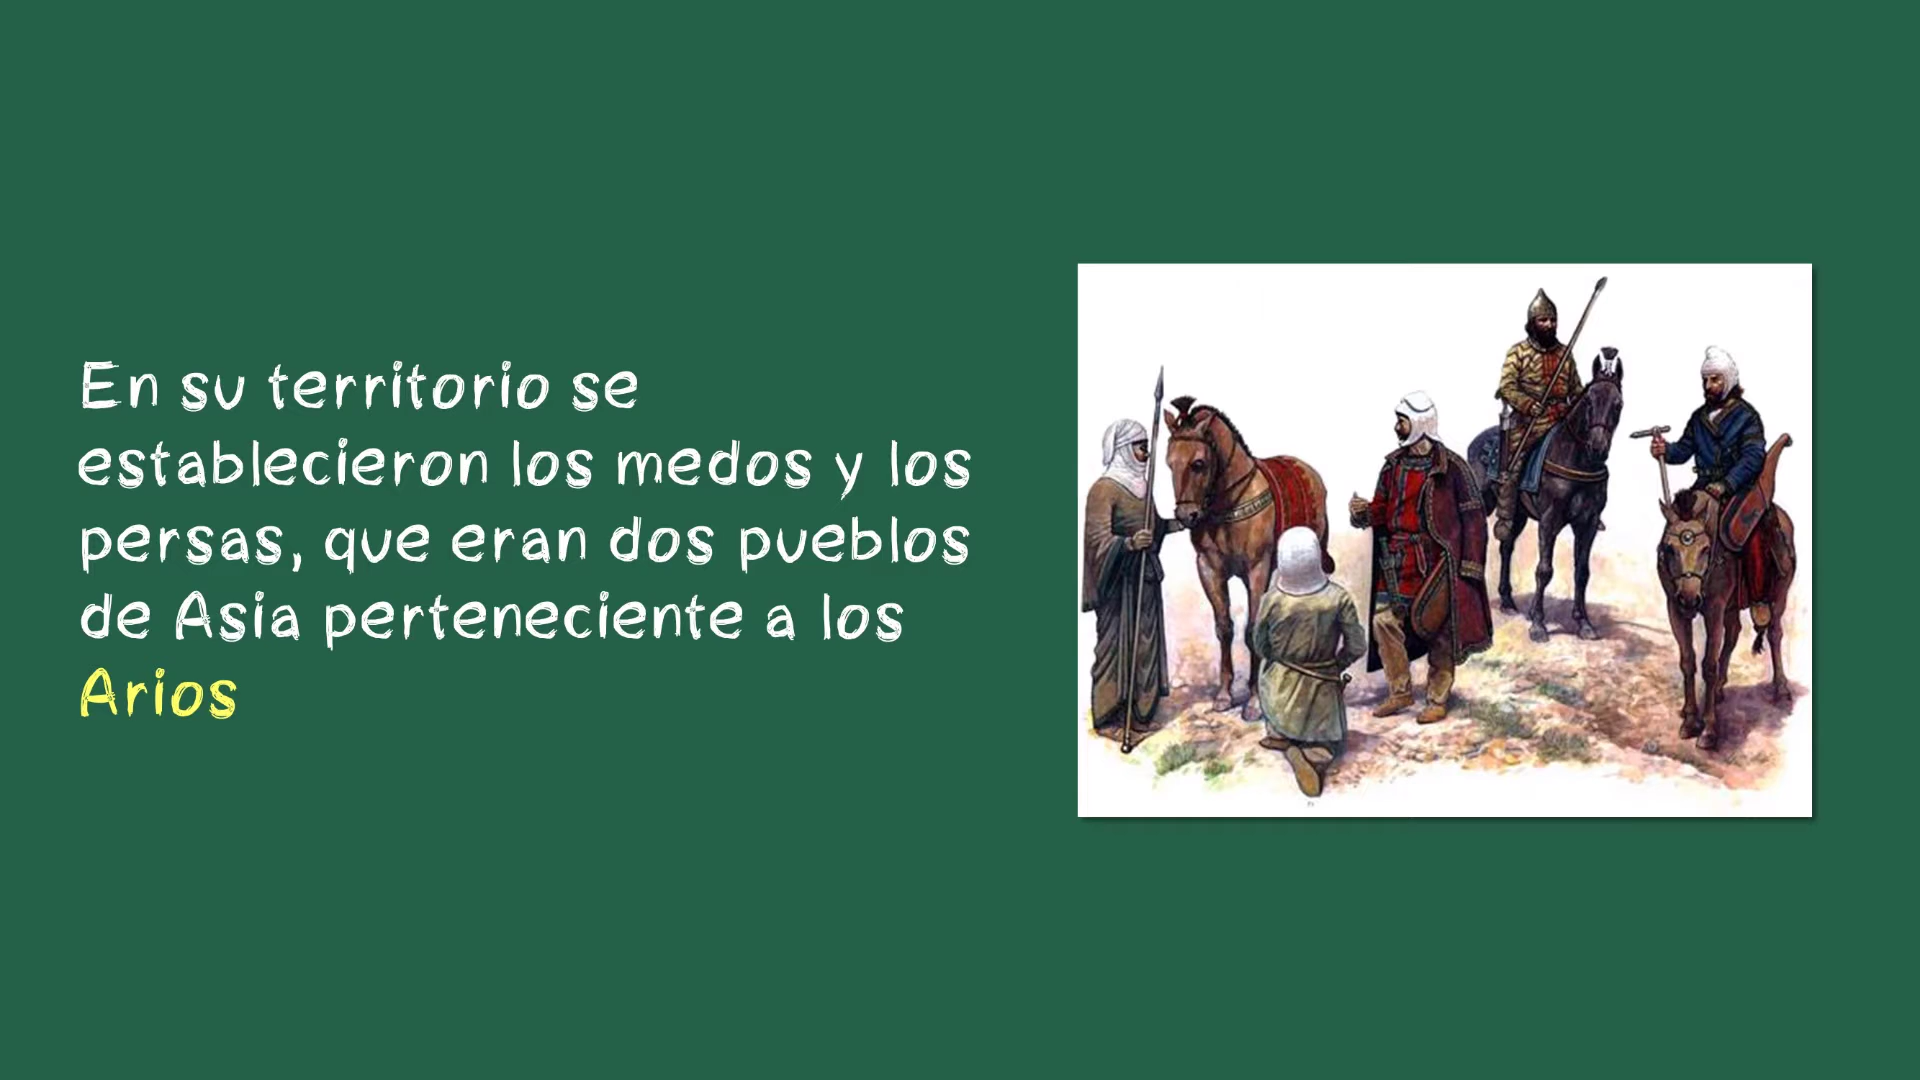 En su territorio se
establecieron los medos y los
persas, que eran dos pueblos
de Asia perteneciente a los
Arios